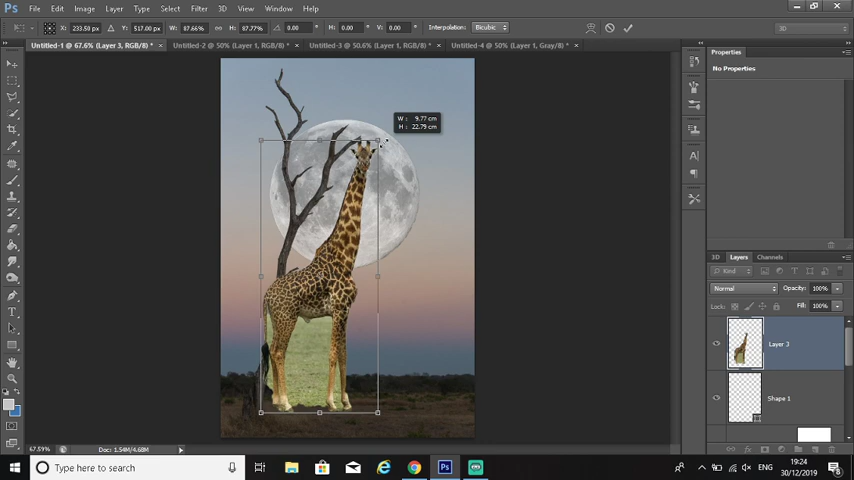 Ps File Edit Image Layer Type Select Filter 3D View Window Help
X: 233.50 px Y: 517.00 px W: 87.66% H: 87.77% 0.00 H: 0.00 V: 0.00 Interpolation: Bicubic 3D
Untitled-1 @ 67.6% (Layer 3, RGB/8) * × Untitled-2 @ 50% (Layer 1, RGB/8) * × Untitled-3 @ 50.6% (Layer 1, RGB/8) * × Untitled-4 @ 50% (Layer 1, Gray/8) * ×
Properties
No Properties
W: 9.77 cm
H: 22.79 cm
3D Layers Channels
Kind
Normal Opacity: 100%
Lock: Fill: 100%
Layer 3
Shape 1
67.59% Doc: 1.54M/4.68M
Type here to search
ENG
19:24
30/12/2019
8